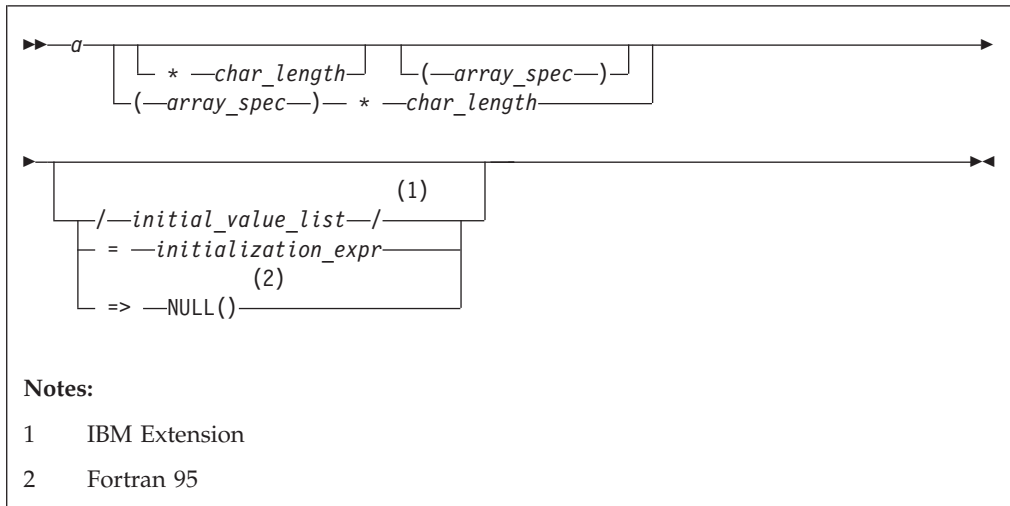 ►►─a─ * ─char_length─ ─(─array_spec─)─ ►
─(─array_spec─)─ * ─char_length─
► ►◄
(1)
─/─initial_value_list─/─
─ = ─initialization_expr─
(2)
─ => ─NULL()─
Notes:
1 IBM Extension
2 Fortran 95